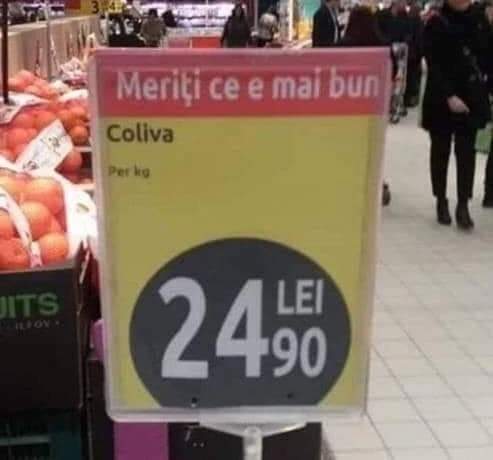 Meriți ce e mai bun
Coliva
Per kg
24 LEI
90
UITS